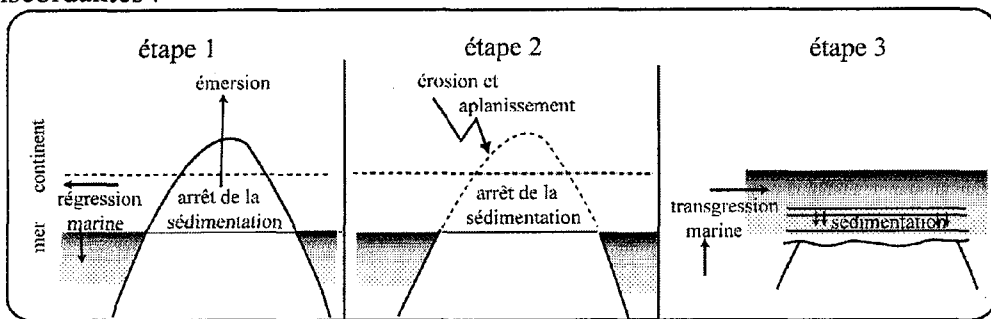 étape 1
étape 2
étape 3
émersion
érosion et
aplanissement
continent
mer
régression
marine
arrêt de la
sédimentation
arrêt de la
sédimentation
transgression
marine
sédimentation